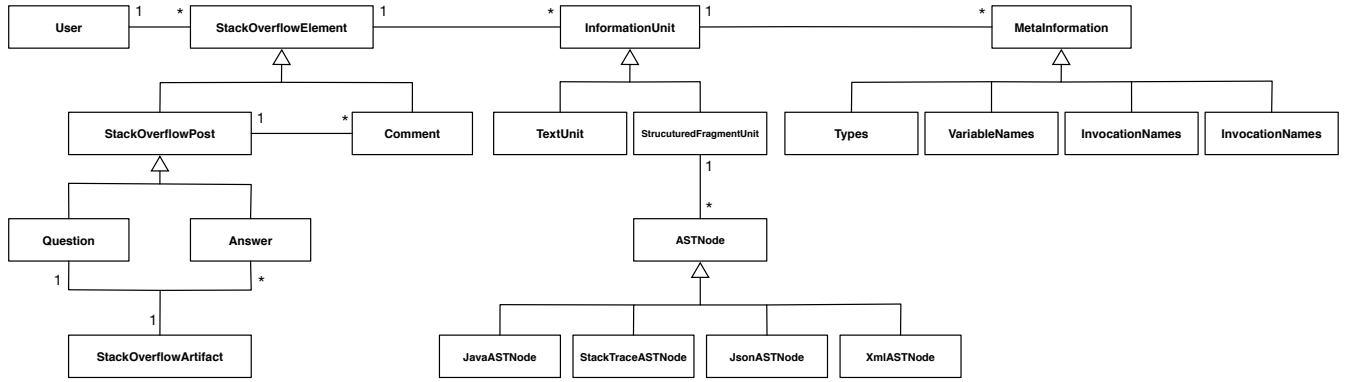 User
1
*
StackOverflowElement
1
*
InformationUnit
1
*
MetaInformation
StackOverflowPost
1
*
Comment
TextUnit
StrucuturedFragmentUnit
Types
VariableNames
InvocationNames
InvocationNames
1
*
Question
Answer
ASTNode
1
*
1
StackOverflowArtifact
JavaASTNode
StackTraceASTNode
JsonASTNode
XmlASTNode